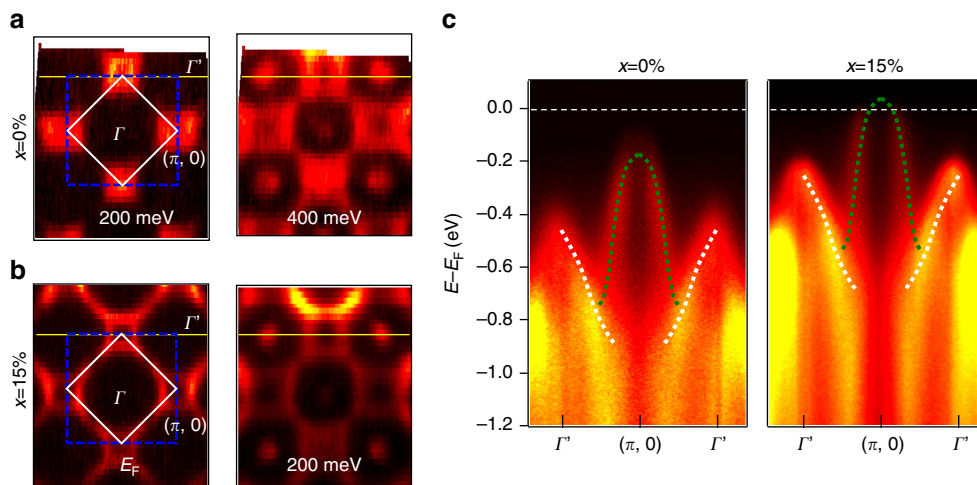 a
x=0%
Γ'
Γ
(π, 0)
200 meV
400 meV
b
x=15%
Γ'
Γ
(π, 0)
E_F
200 meV
c
x=0%
x=15%
E–E_F (eV)
0.0
–0.2
–0.4
–0.6
–0.8
–1.0
–1.2
Γ' (π, 0) Γ'
Γ' (π, 0) Γ'